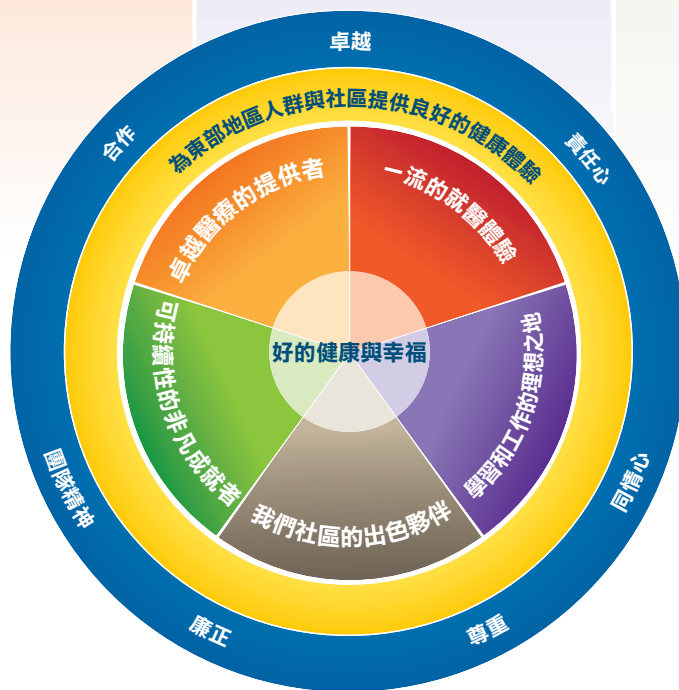 卓越
責任心
同情心
尊重
廉正
團隊精神
合作
為東部地區人群與社區提供良好的健康體驗
一流的就醫體驗
學習和工作的理想之地
我們社區的出色夥伴
可持續性的非凡成就者
卓越醫療的提供者
好的健康與幸福